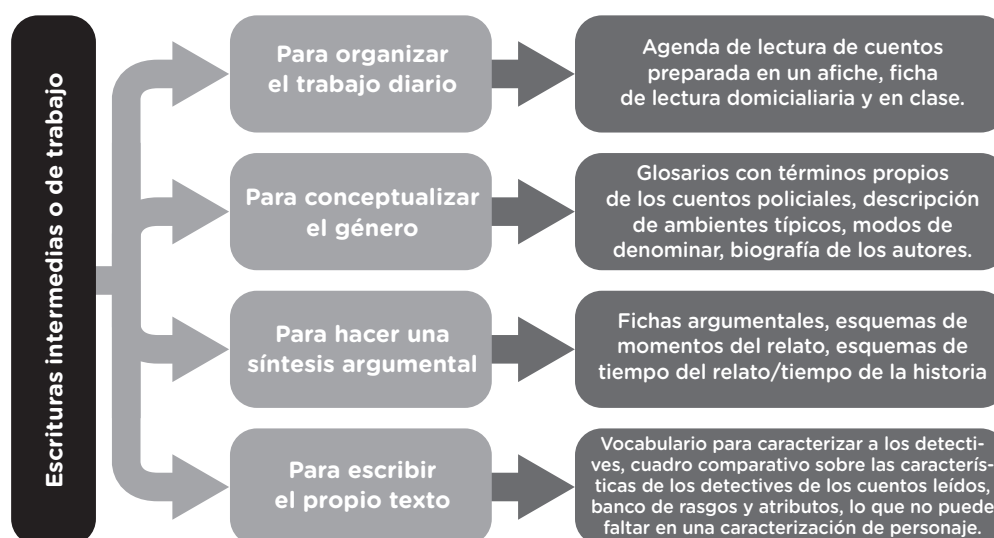 Escrituras intermedias o de trabajo
Para organizar
el trabajo diario
Agenda de lectura de cuentos
preparada en un afiche, ficha
de lectura domicialiaria y en clase.
Para conceptualizar
el género
Glosarios con términos propios
de los cuentos policiales, descripción
de ambientes típicos, modos de
denominar, biografía de los autores.
Para hacer una
síntesis argumental
Fichas argumentales, esquemas de
momentos del relato, esquemas de
tiempo del relato/tiempo de la historia
Para escribir
el propio texto
Vocabulario para caracterizar a los detecti-
ves, cuadro comparativo sobre las caracterís-
ticas de los detectives de los cuentos leídos,
banco de rasgos y atributos, lo que no puede
faltar en una caracterización de personaje.